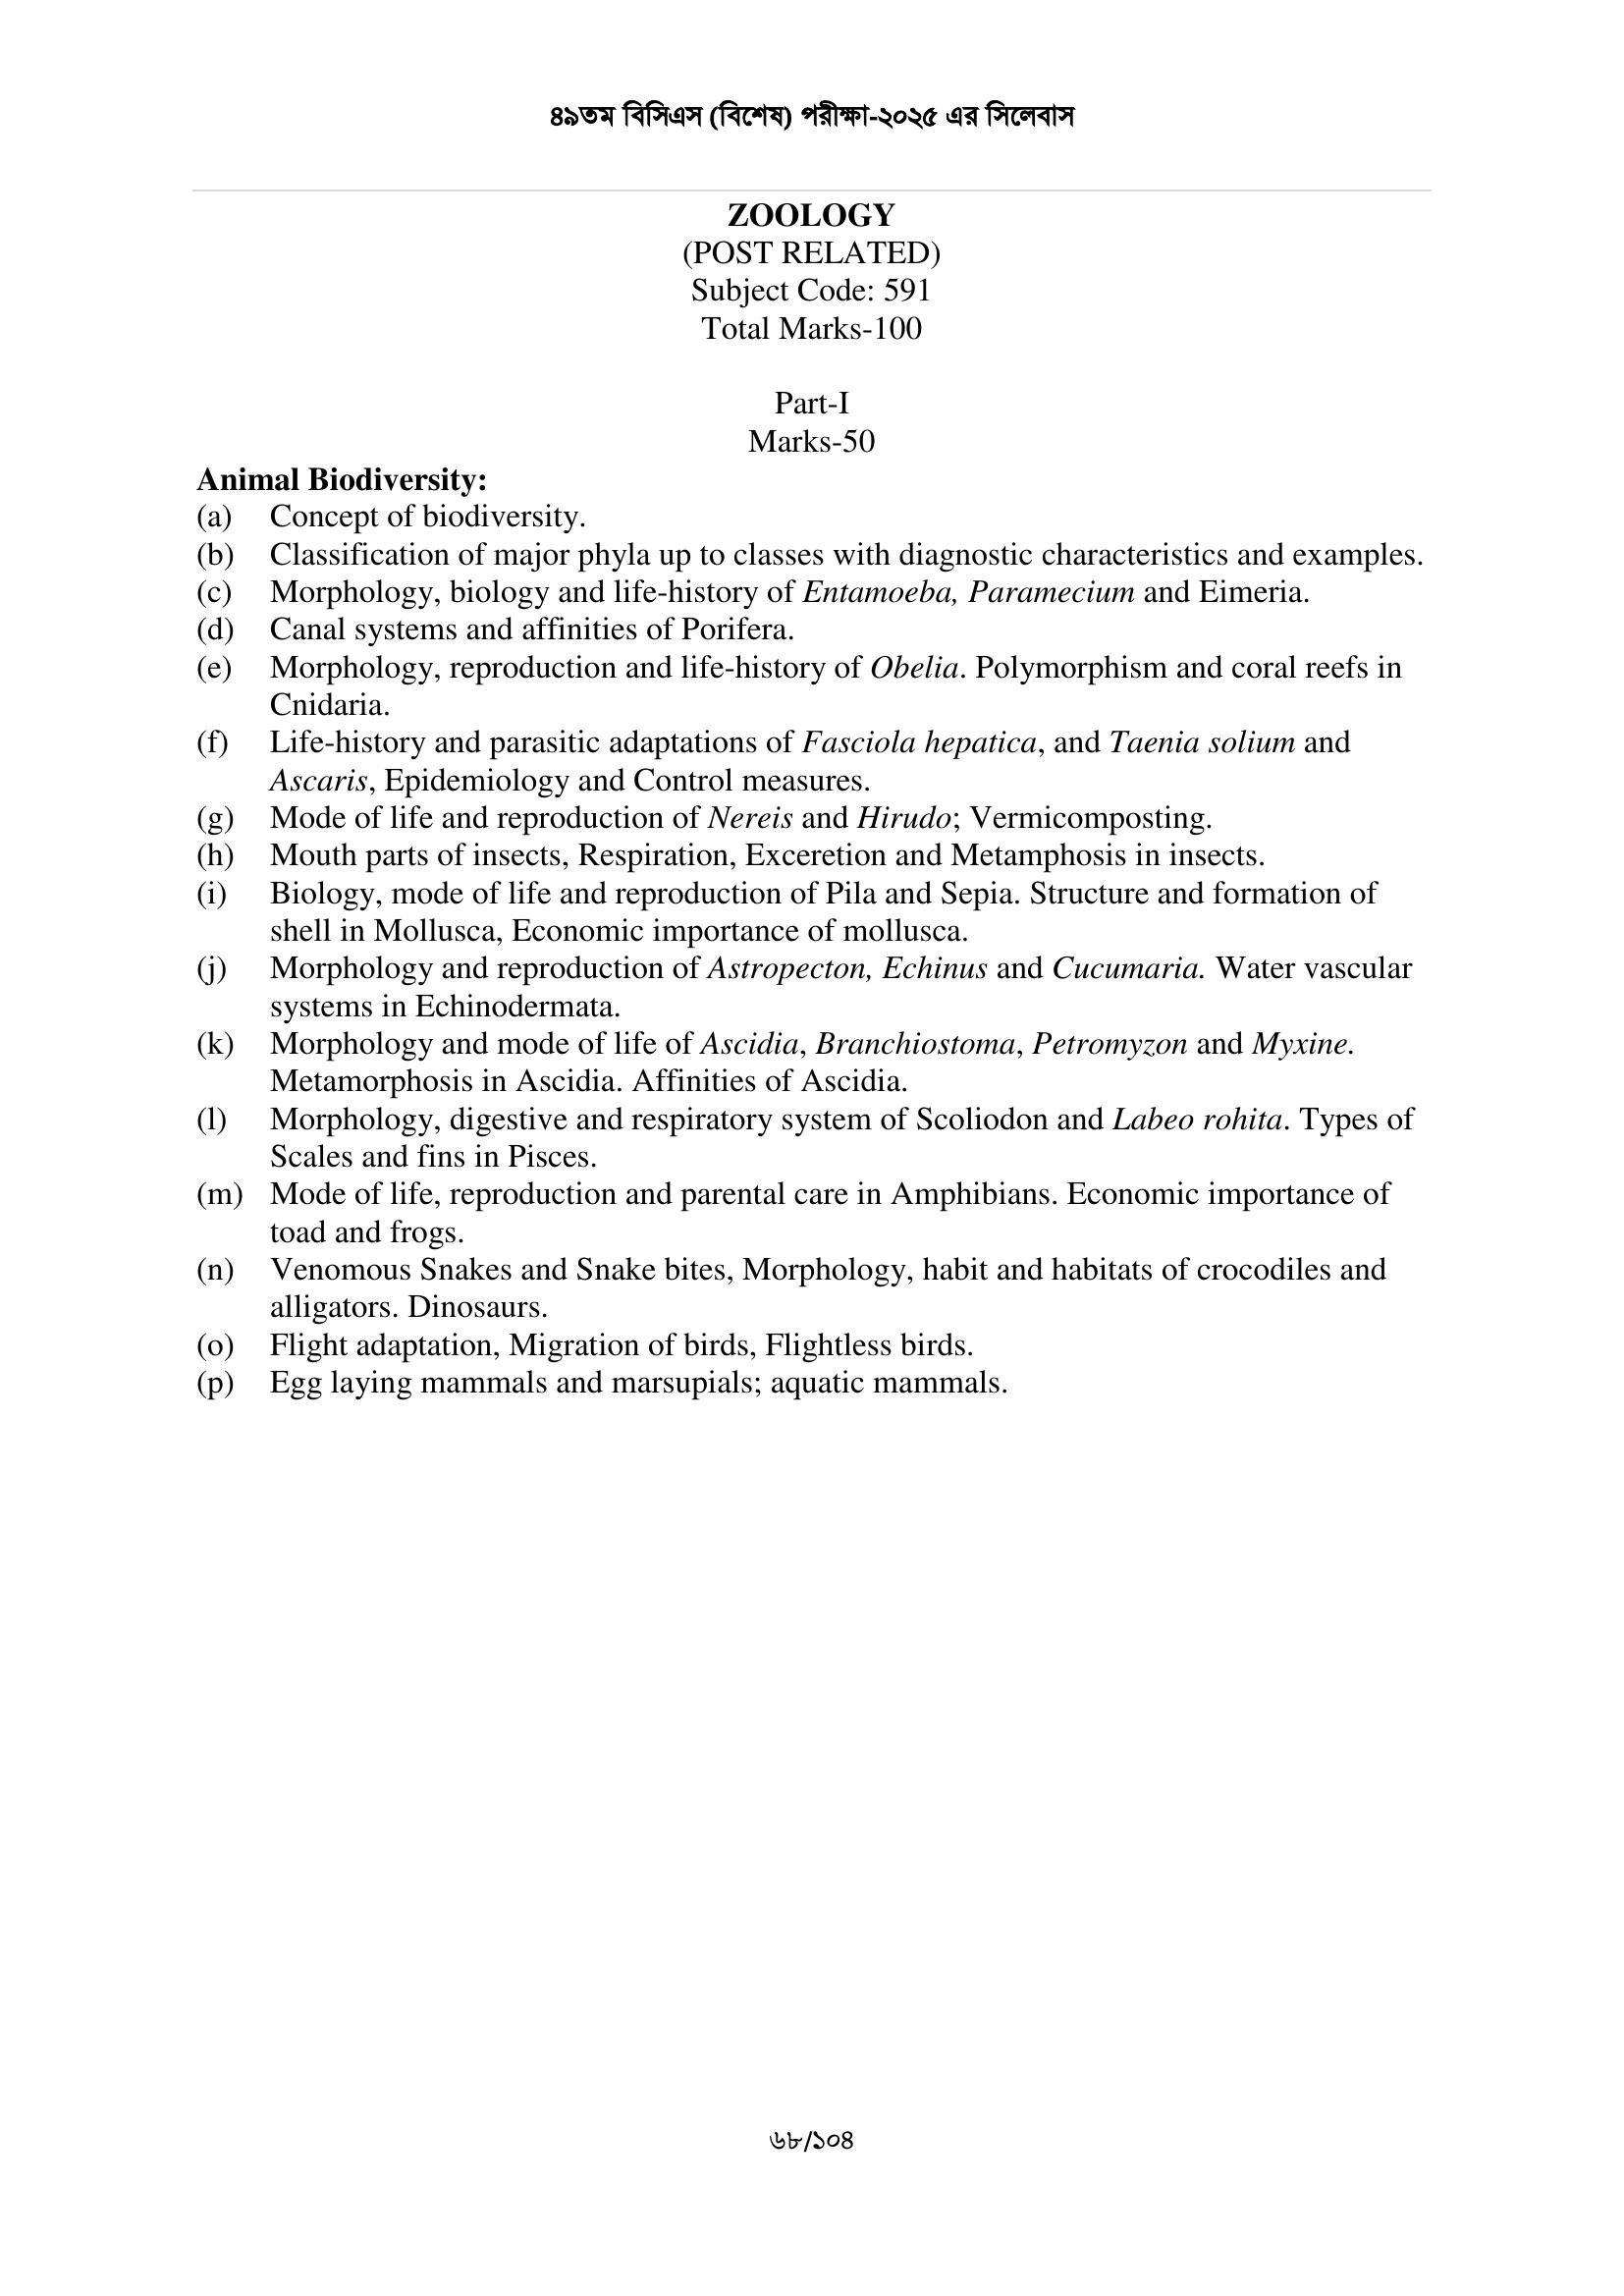 ৪৯তম বিসিএস (বিশেষ) পরীক্ষা-২০২৫ এর সিলেবাস
ZOOLOGY
(POST RELATED)
Subject Code: 591
Total Marks-100
Part-I
Marks-50
Animal Biodiversity:
(a) Concept of biodiversity.
(b) Classification of major phyla up to classes with diagnostic characteristics and examples.
(c) Morphology, biology and life-history of Entamoeba, Paramecium and Eimeria.
(d) Canal systems and affinities of Porifera.
(e) Morphology, reproduction and life-history of Obelia. Polymorphism and coral reefs in
Cnidaria.
(f) Life-history and parasitic adaptations of Fasciola hepatica, and Taenia solium and
Ascaris, Epidemiology and Control measures.
(g) Mode of life and reproduction of Nereis and Hirudo; Vermicomposting.
(h) Mouth parts of insects, Respiration, Exceretion and Metamphosis in insects.
(i) Biology, mode of life and reproduction of Pila and Sepia. Structure and formation of
shell in Mollusca, Economic importance of mollusca.
(j) Morphology and reproduction of Astropecton, Echinus and Cucumaria. Water vascular
systems in Echinodermata.
(k) Morphology and mode of life of Ascidia, Branchiostoma, Petromyzon and Myxine.
Metamorphosis in Ascidia. Affinities of Ascidia.
(l) Morphology, digestive and respiratory system of Scoliodon and Labeo rohita. Types of
Scales and fins in Pisces.
(m) Mode of life, reproduction and parental care in Amphibians. Economic importance of
toad and frogs.
(n) Venomous Snakes and Snake bites, Morphology, habit and habitats of crocodiles and
alligators. Dinosaurs.
(o) Flight adaptation, Migration of birds, Flightless birds.
(p) Egg laying mammals and marsupials; aquatic mammals.
৬৮/১০৪